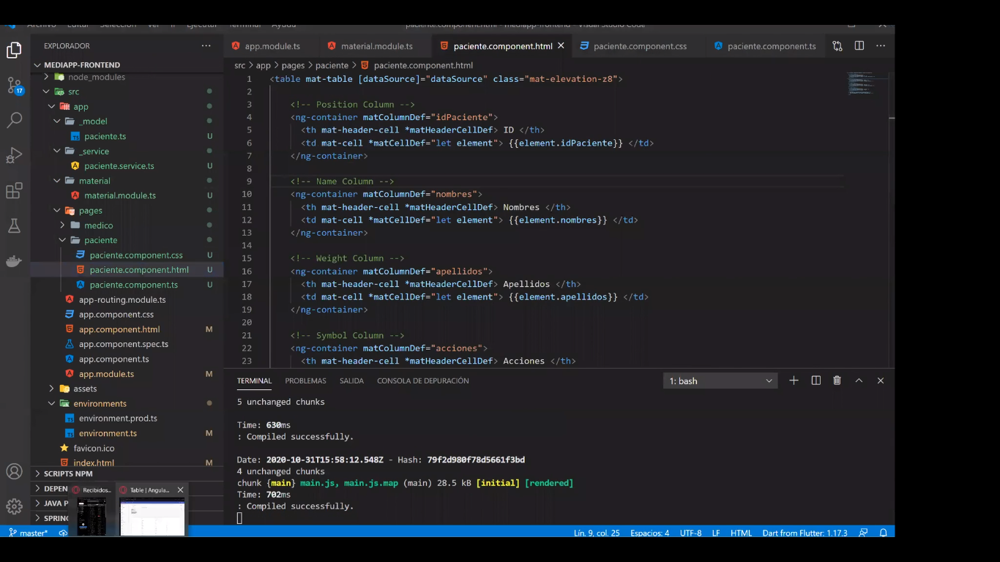 Archivo Editar Selección Ver Ir Ejecutar Terminal Ayuda
paciente.component.html - mediapp-frontend - Visual Studio Code
EXPLORADOR
MEDIAPP-FRONTEND
node_modules
src
app
_model
paciente.ts U
_service
paciente.service.ts U
material
material.module.ts U
pages
medico
paciente
paciente.component.css U
paciente.component.html U
paciente.component.ts U
app-routing.module.ts
app.component.css
app.component.html M
app.component.spec.ts
app.component.ts
app.module.ts M
assets
environments
environment.prod.ts
environment.ts M
favicon.ico
index.html M
SCRIPTS NPM
DEPEN
JAVA P
SPRING
17
Recibidos...
Table | Angula...
app.module.ts
material.module.ts
paciente.component.html
paciente.component.css
paciente.component.ts
src > app > pages > paciente > paciente.component.html
1 <table mat-table [dataSource]="dataSource" class="mat-elevation-z8">
2
3 <!-- Position Column -->
4 <ng-container matColumnDef="idPaciente">
5 <th mat-header-cell *matHeaderCellDef> ID </th>
6 <td mat-cell *matCellDef="let element"> {{element.idPaciente}} </td>
7 </ng-container>
8
9 <!-- Name Column -->
10 <ng-container matColumnDef="nombres">
11 <th mat-header-cell *matHeaderCellDef> Nombres </th>
12 <td mat-cell *matCellDef="let element"> {{element.nombres}} </td>
13 </ng-container>
14
15 <!-- Weight Column -->
16 <ng-container matColumnDef="apellidos">
17 <th mat-header-cell *matHeaderCellDef> Apellidos </th>
18 <td mat-cell *matCellDef="let element"> {{element.apellidos}} </td>
19 </ng-container>
20
21 <!-- Symbol Column -->
22 <ng-container matColumnDef="acciones">
23 <th mat-header-cell *matHeaderCellDef> Acciones </th>
TERMINAL PROBLEMAS SALIDA CONSOLA DE DEPURACIÓN
1: bash
5 unchanged chunks
Time: 630ms
: Compiled successfully.
Date: 2020-10-31T15:58:12.548Z - Hash: 79f2d980f78d5661f3bd
4 unchanged chunks
chunk {main} main.js, main.js.map (main) 28.5 kB [initial] [rendered]
Time: 702ms
: Compiled successfully.
master*
Lín. 9, col. 25 Espacios: 4 UTF-8 LF HTML Dart from Flutter: 1.17.3